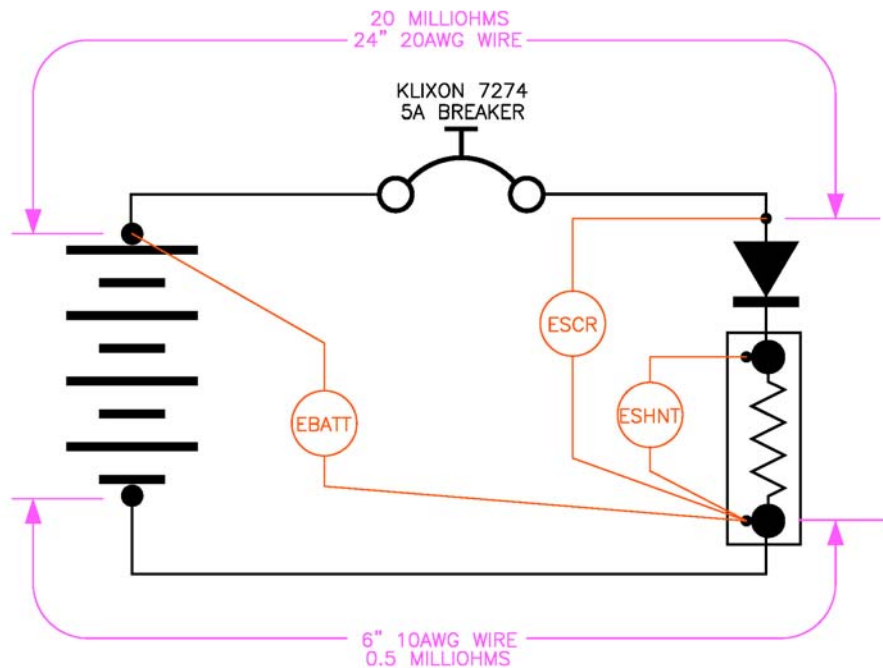 20 MILLIOHMS
24" 20AWG WIRE
KLIXON 7274
5A BREAKER
ESCR
ESHNT
EBATT
6" 10AWG WIRE
0.5 MILLIOHMS